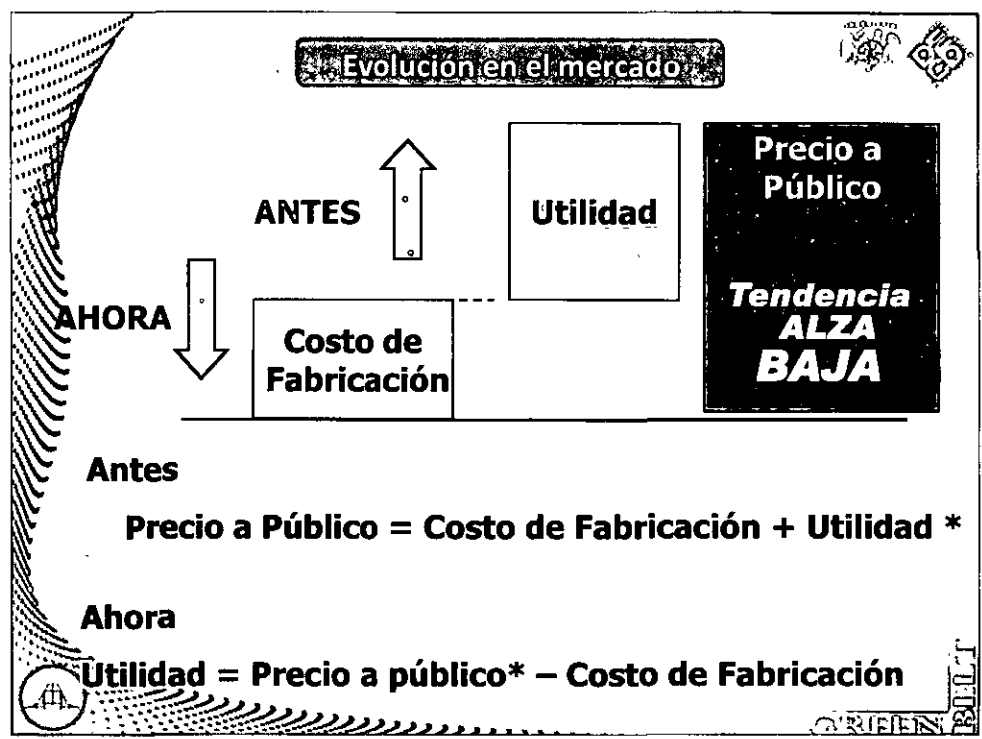 Evolución en el mercado
ANTES
Utilidad
Precio a
Público
AHORA
Costo de
Fabricación
Tendencia
ALZA
BAJA
Antes
Precio a Público = Costo de Fabricación + Utilidad *
Ahora
Utilidad = Precio a público* – Costo de Fabricación